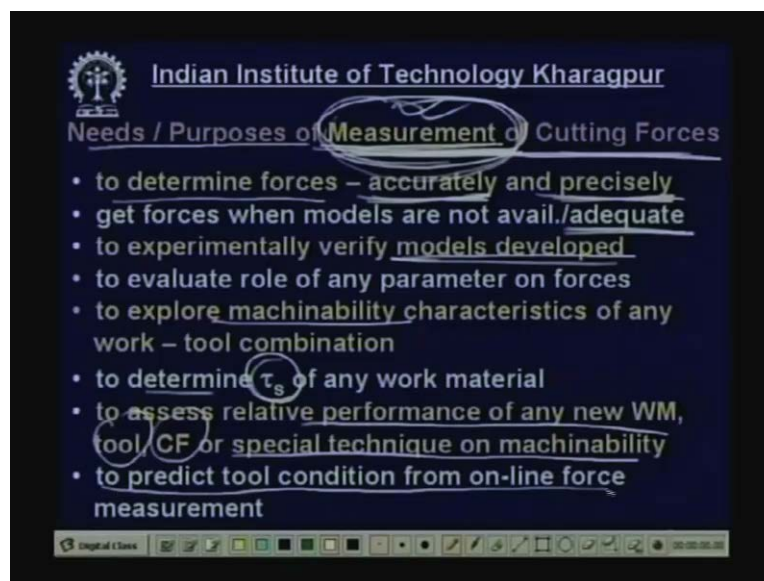 Indian Institute of Technology Kharagpur
Needs / Purposes of Measurement of Cutting Forces
• to determine forces – accurately and precisely
• get forces when models are not avail./adequate
• to experimentally verify models developed
• to evaluate role of any parameter on forces
• to explore machinability characteristics of any
work – tool combination
• to determine τs of any work material
• to assess relative performance of any new WM,
tool, CF or special technique on machinability
• to predict tool condition from on-line force
measurement
Digital Class